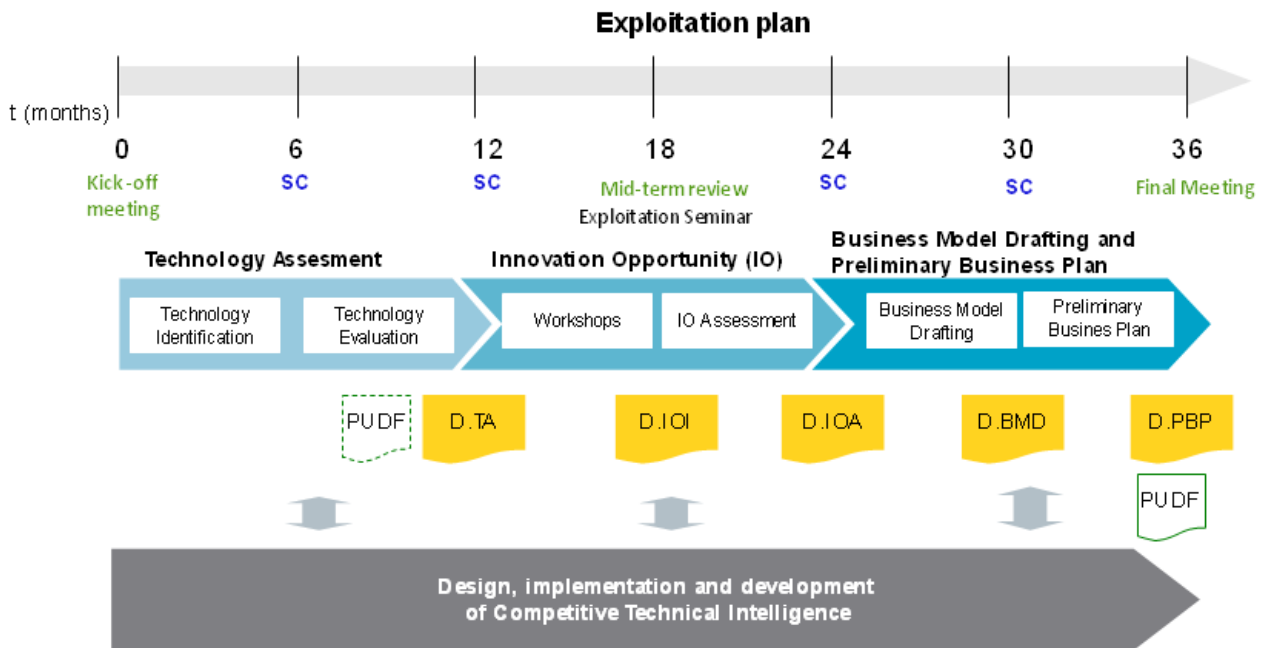 Exploitation plan
t (months)
0 6 12 18 24 30 36
Kick-off
meeting
SC SC Mid-term review SC SC Final Meeting
Exploitation Seminar
Technology Assesment
Innovation Opportunity (IO)
Business Model Drafting and
Preliminary Business Plan
Technology
Identification
Technology
Evaluation
Workshops
IO Assessment
Business Model
Drafting
Preliminary
Busines Plan
PUDF D.TA D.IOI D.IOA D.BMD D.PBP
PUDF
Design, implementation and development
of Competitive Technical Intelligence